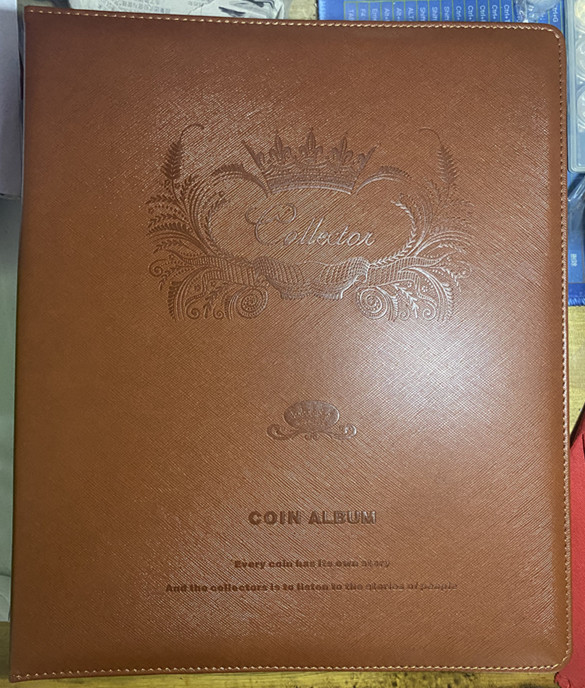 Collector
COIN ALBUM
Every coin has its own story
And the collectors is to listen to the stories of people